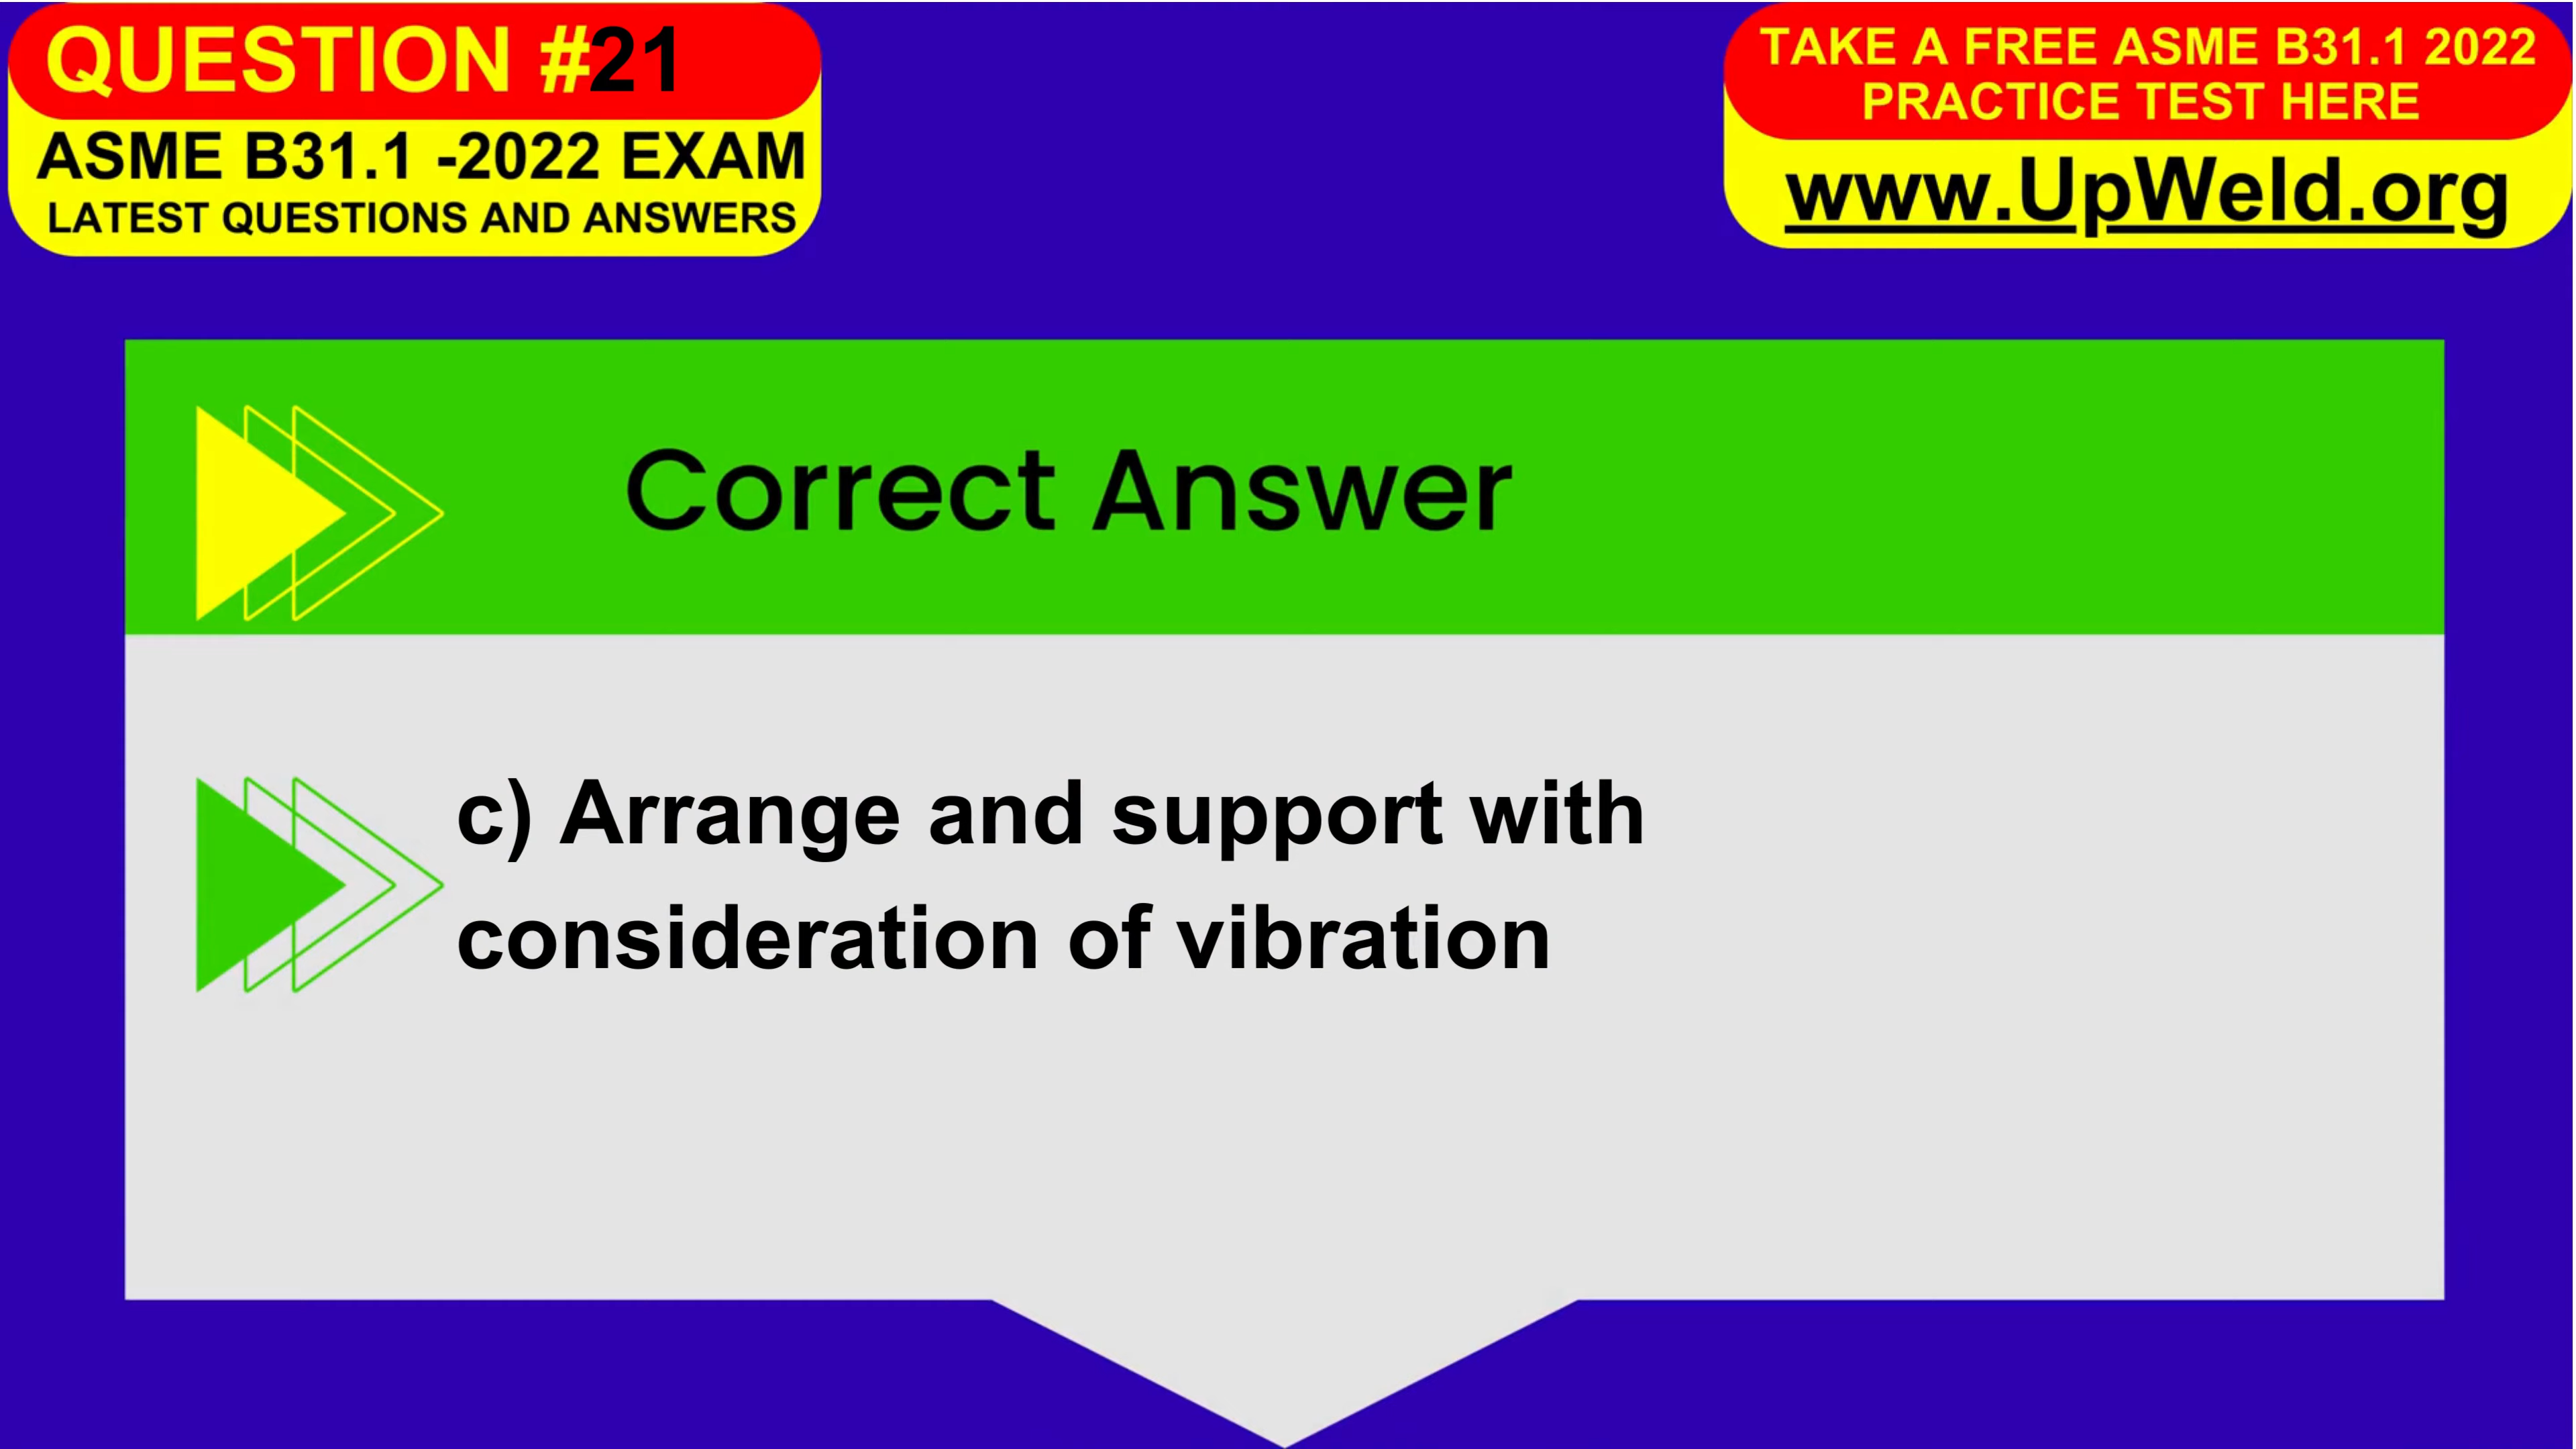 QUESTION #21
ASME B31.1 -2022 EXAM
LATEST QUESTIONS AND ANSWERS
TAKE A FREE ASME B31.1 2022
PRACTICE TEST HERE
www.UpWeld.org
Correct Answer
c) Arrange and support with
consideration of vibration